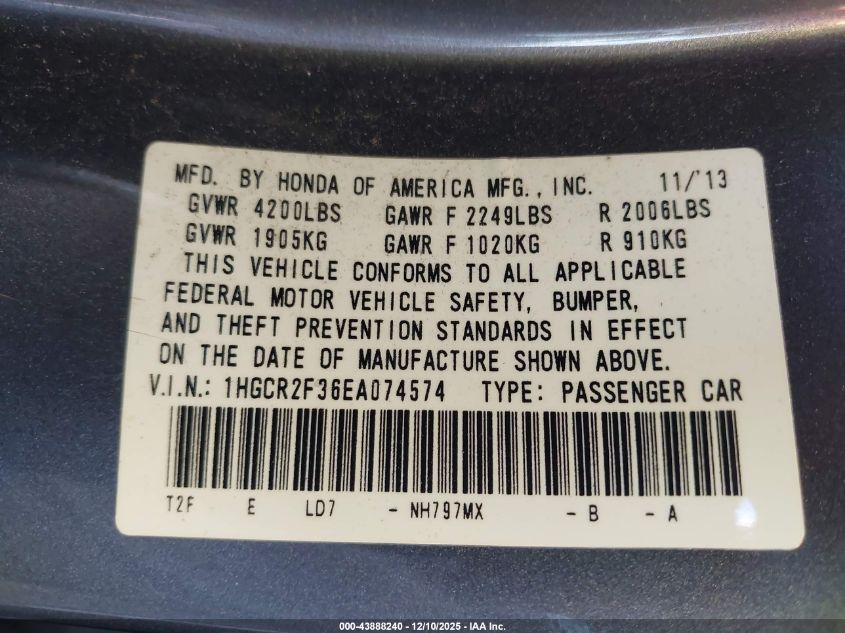 MFD. BY HONDA OF AMERICA MFG., INC. 11/'13
GVWR 4200LBS GAWR F 2249LBS R 2006LBS
GVWR 1905KG GAWR F 1020KG R 910KG
THIS VEHICLE CONFORMS TO ALL APPLICABLE
FEDERAL MOTOR VEHICLE SAFETY, BUMPER,
AND THEFT PREVENTION STANDARDS IN EFFECT
ON THE DATE OF MANUFACTURE SHOWN ABOVE.
V.I.N.: 1HGCR2F36EA074574 TYPE: PASSENGER CAR
T2F E LD7 - NH797MX - B - A
000-43888240 - 12/10/2025 - IAA Inc.